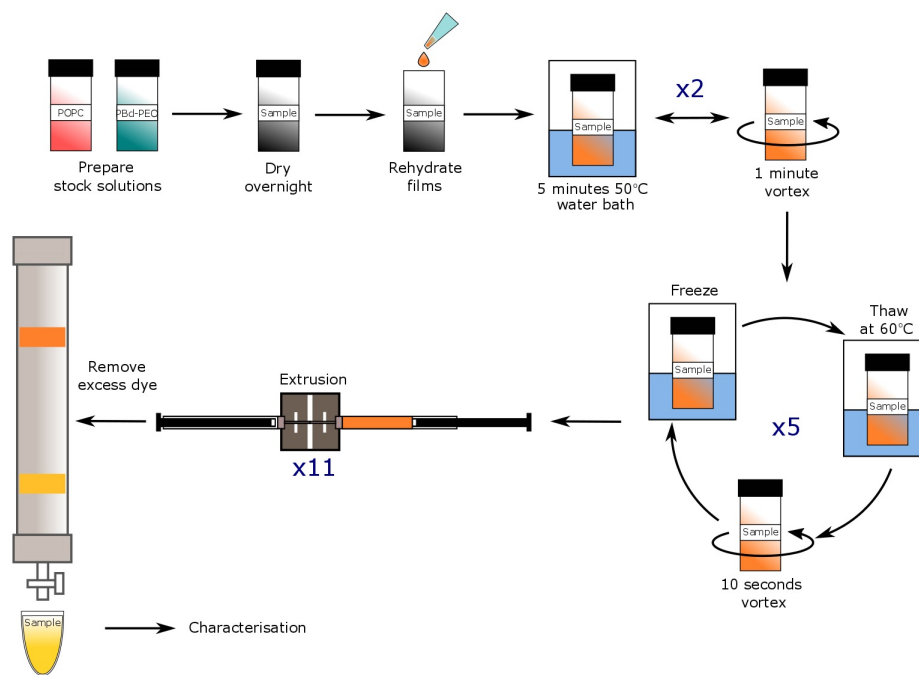 POPC
PBd-PEO
Sample
Sample
Sample
x2
Sample
Prepare
stock solutions
Dry
overnight
Rehydrate
films
5 minutes 50°C
water bath
1 minute
vortex
Freeze
Thaw
at 60°C
Sample
Sample
x5
Sample
10 seconds
vortex
Extrusion
x11
Remove
excess dye
Sample
Characterisation